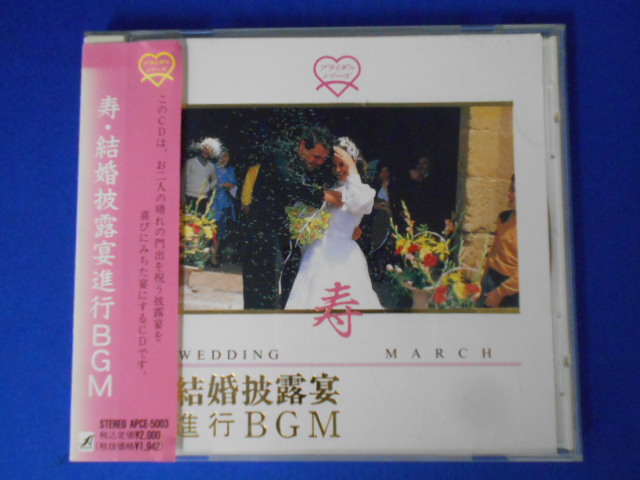 ブライダル
シリーズ
寿・結婚披露宴進行BGM
このCDは、お二人の晴れの門出を祝う披露宴を
喜びにみちた宴にするCDです。
STEREO APCE-5003
税込定価¥2,000
(税抜価格¥1,942)
ブライダル
シリーズ
寿
WEDDING MARCH
結婚披露宴
進行BGM